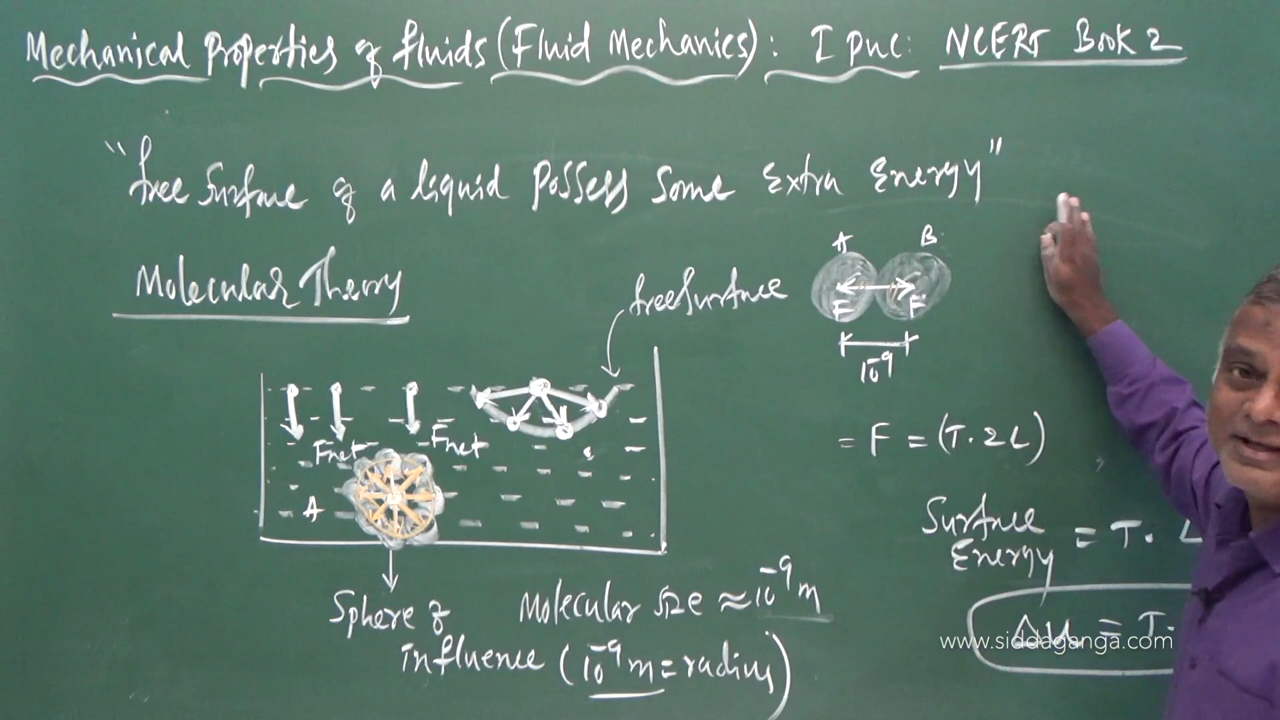 Mechanical Properties of fluids (Fluid Mechanics): I PUC: NCERT Book 2
"free surface of a liquid Possess some Extra Energy"
Molecular Theory
free surface
A B
F F
10⁻⁹
Fnet Fnet
A
= F = (T. 2L)
Surface
Energy = T. L
ΔU = T.
www.siddaganga.com
Sphere of
influence (10⁻⁹m = radius)
Molecular size ≈ 10⁻⁹m